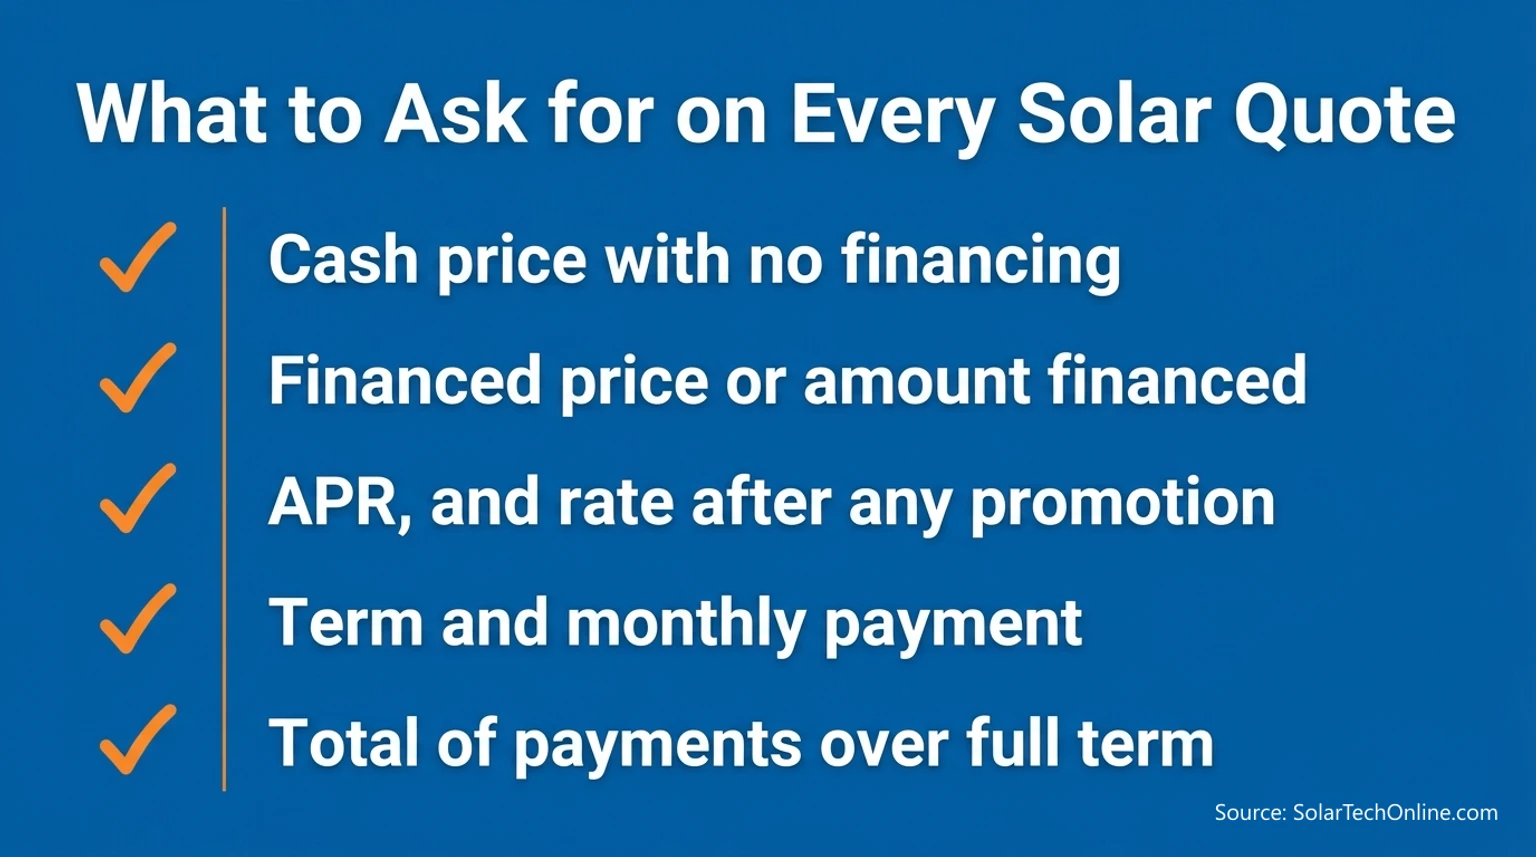 What to Ask for on Every Solar Quote
Cash price with no financing
Financed price or amount financed
APR, and rate after any promotion
Term and monthly payment
Total of payments over full term
Source: SolarTechOnline.com